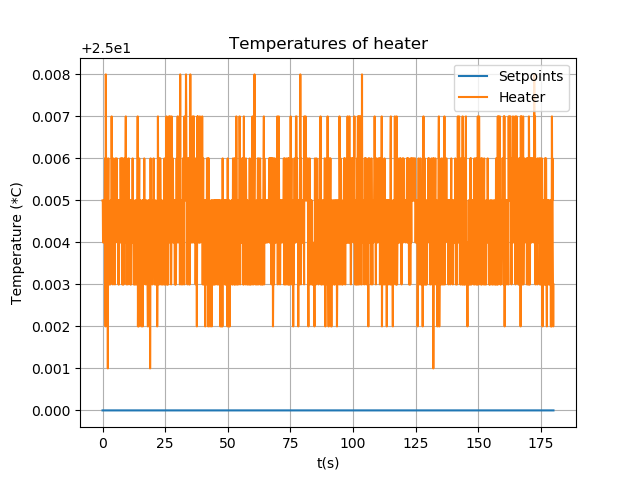 Temperatures of heater
+2.5e1
Setpoints
Heater
0.008
0.007
0.006
0.005
0.004
0.003
0.002
0.001
0.000
Temperature (*C)
0 25 50 75 100 125 150 175
t(s)